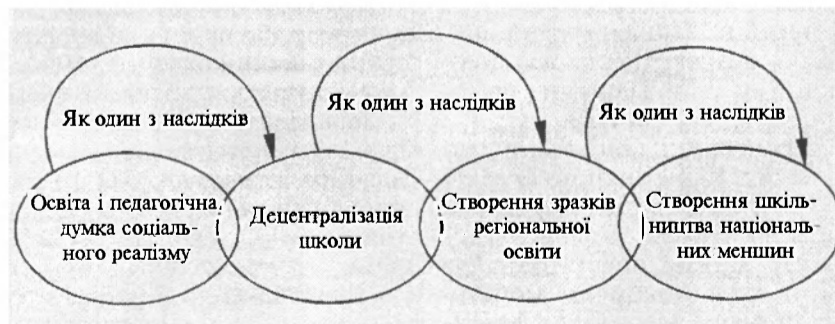 Як один з наслідків
Як один з наслідків
Як один з наслідків
Освіта і педагогічна
думка соціаль-
ного реалізму
Децентралізація
школи
Створення зразків
регіональної
освіти
Створення шкіль-
ництва національ-
них меншин